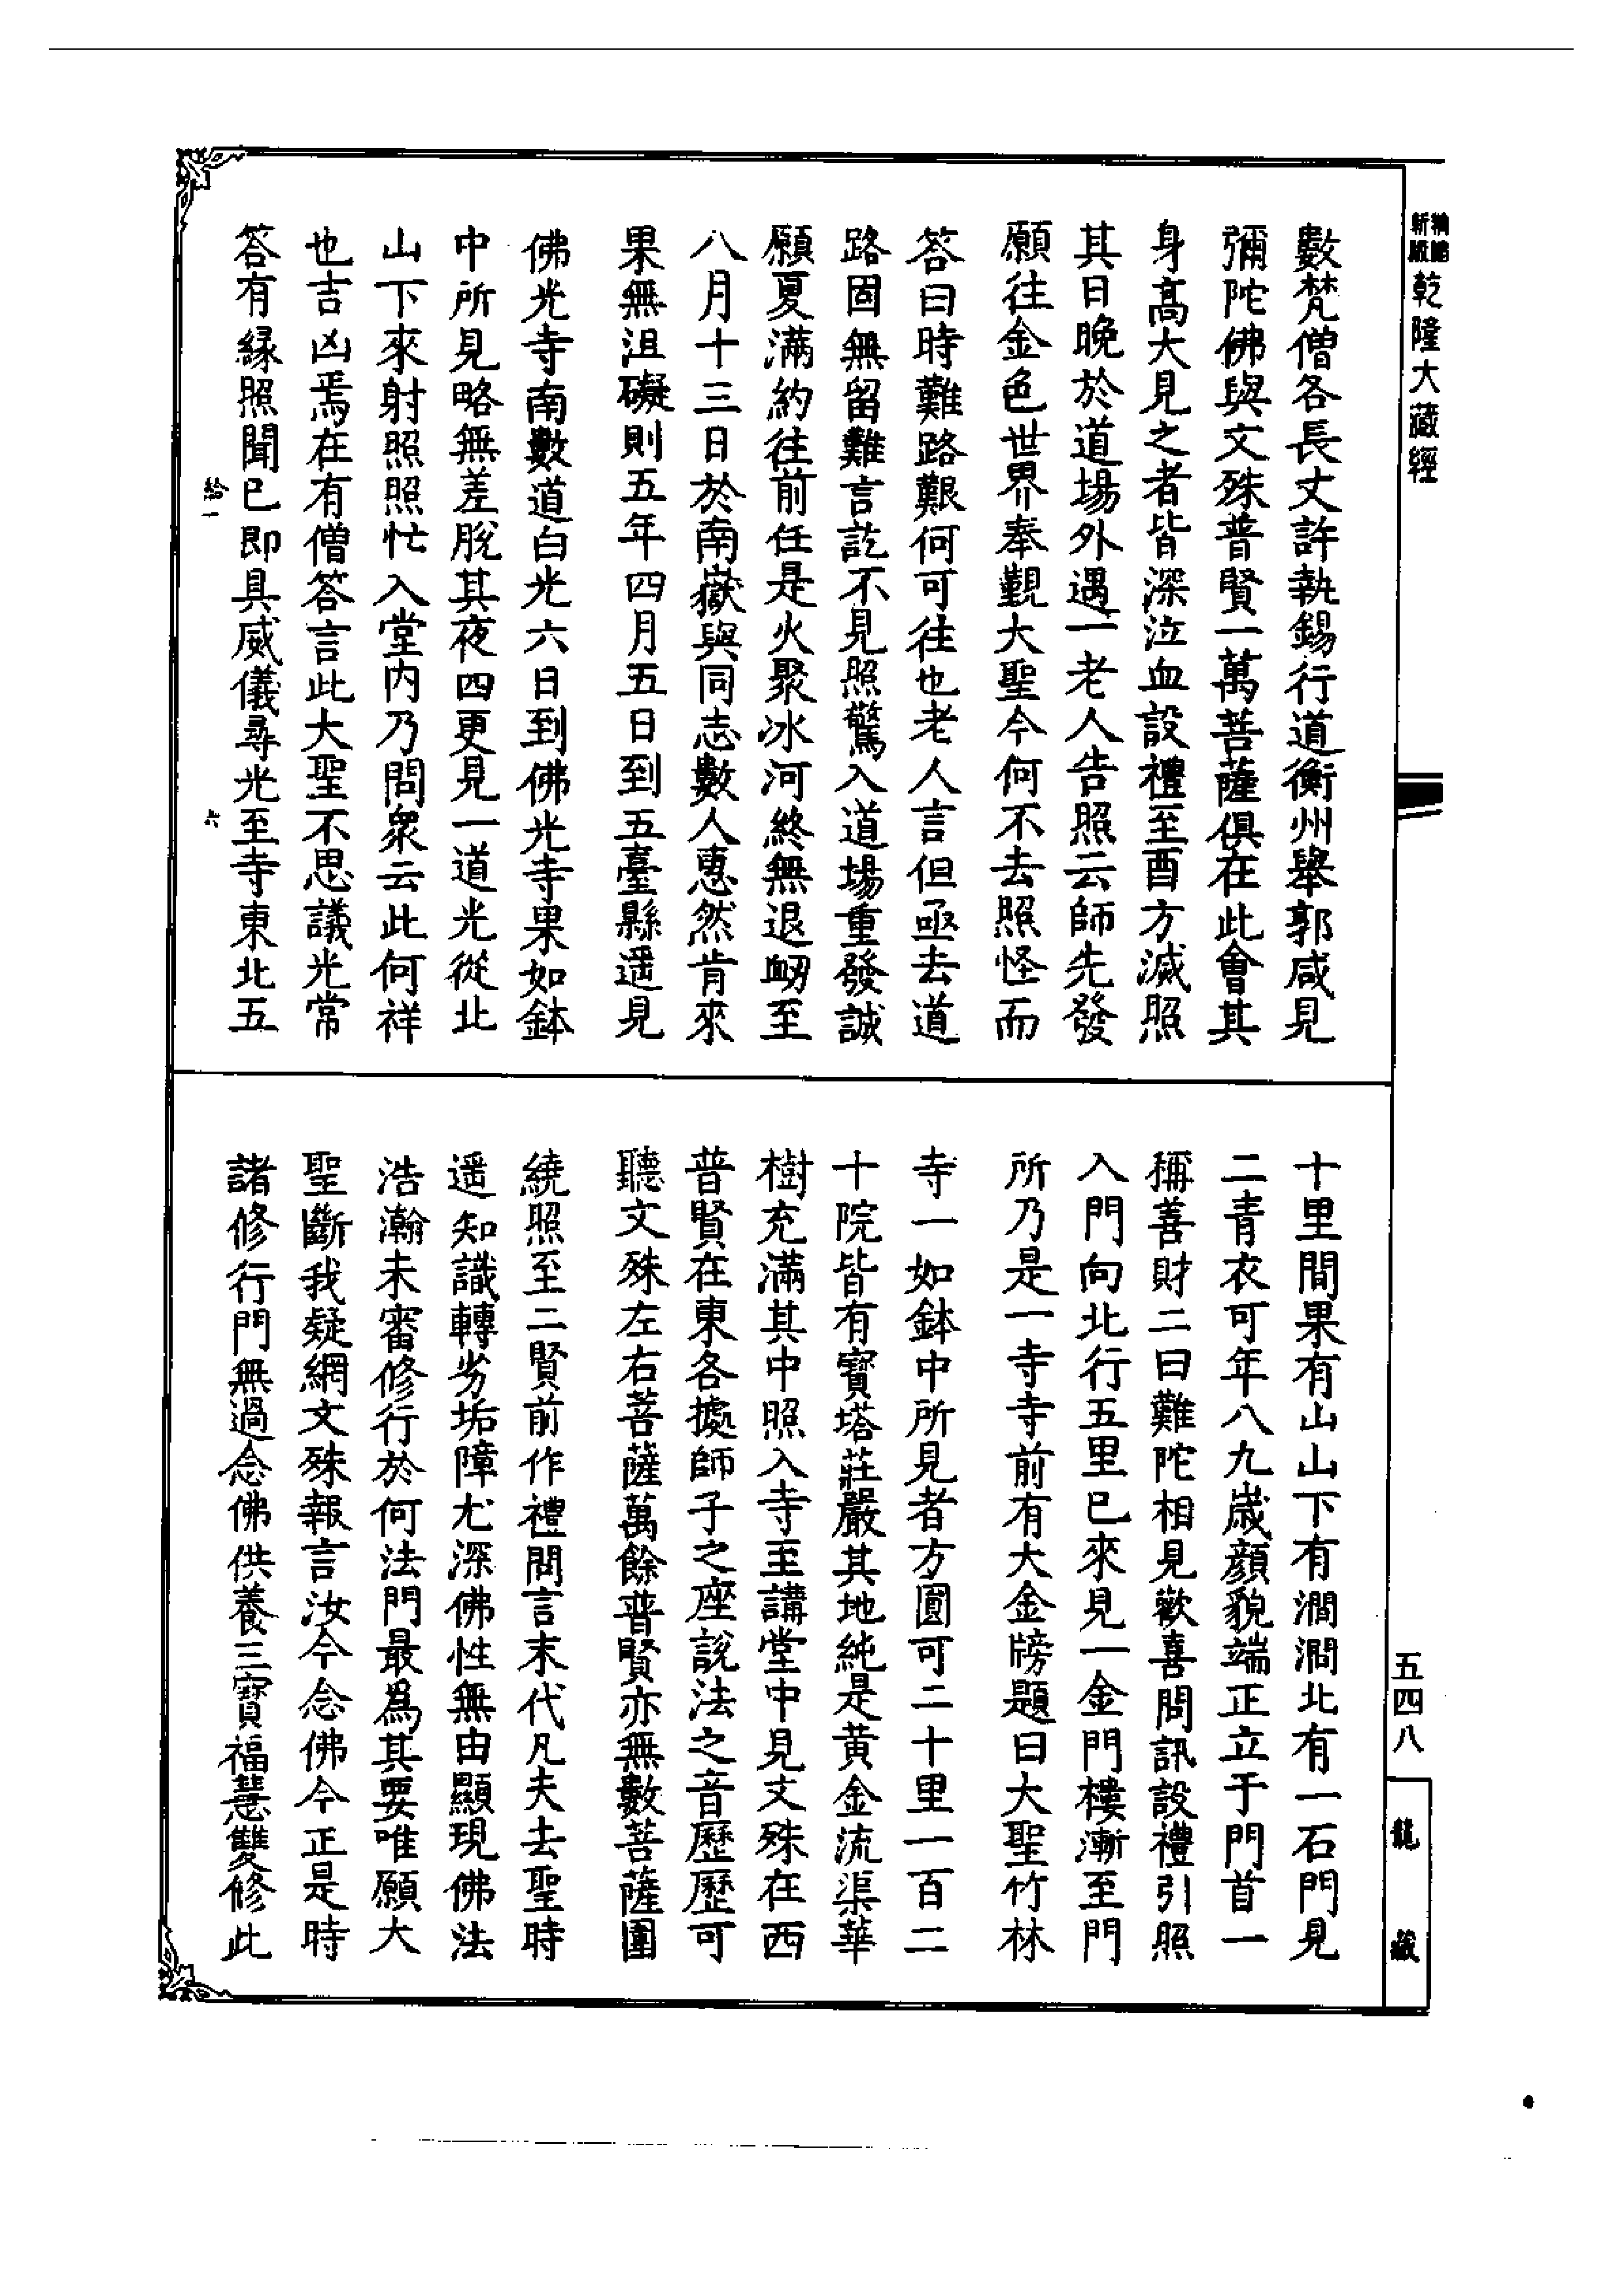 精縮
新版
乾隆大藏經
數梵僧各長丈許執錫行道衡州舉郭咸見
彌陀佛與文殊普賢一萬菩薩俱在此會其
身高大見之者皆深泣血設禮至酉方滅照
其日晚於道場外遇一老人告照云師先發
願往金色世界奉覲大聖今何不去照怪而
答曰時難路艱何可往也老人言但亟去道
路固無留難言訖不見照驚入道場重發誠
願夏滿約往前任是火聚冰河終無退衂至
八月十三日於南嶽與同志數人惠然肯來
果無沮礙則五年四月五日到五臺縣遥見
佛光寺南數道白光六日到佛光寺果如鉢
中所見略無差脫其夜四更見一道光從北
山下來射照照忙入堂内乃問衆云此何祥
也吉凶焉在有僧答言此大聖不思議光常
答有緣照聞已即具威儀尋光至寺東北五
給一
六
十里間果有山山下有澗澗北有一石門見
二青衣可年八九歲顔貌端正立于門首一
稱善財二曰難陀相見歡喜問訊設禮引照
入門向北行五里已來見一金門樓漸至門
所乃是一寺寺前有大金牓題曰大聖竹林
寺一如鉢中所見者方圓可二十里一百二
十院皆有寶塔莊嚴其地純是黄金流渠華
樹充滿其中照入寺至講堂中見文殊在西
普賢在東各據師子之座説法之音歷歷可
聽文殊左右菩薩萬餘普賢亦無數菩薩圍
繞照至二賢前作禮問言末代凡夫去聖時
遥知識轉劣垢障尤深佛性無由顯現佛法
浩瀚未審修行於何法門最爲其要唯願大
聖斷我疑網文殊報言汝今念佛今正是時
諸修行門無過念佛供養三寶福慧雙修此
五四八
龍藏